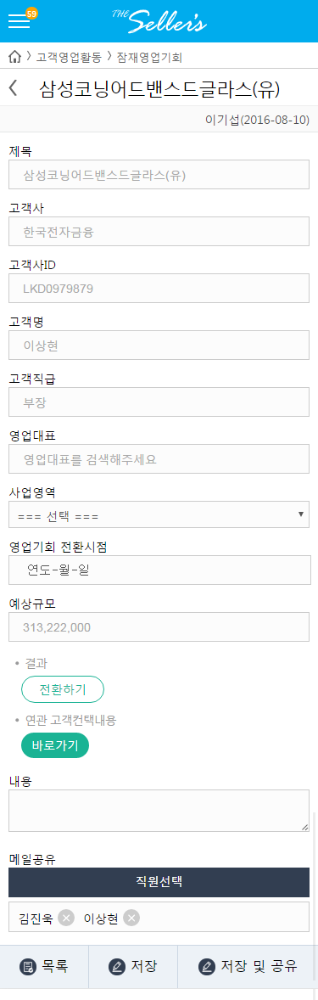 59
THE Seller's
고객영업활동 > 잠재영업기회
삼성코닝어드밴스드글라스(유)
이기섭(2016-08-10)
제목
삼성코닝어드밴스드글라스(유)
고객사
한국전자금융
고객사ID
LKD0979879
고객명
이상현
고객직급
부장
영업대표
영업대표를 검색해주세요
사업영역
=== 선택 ===
영업기회 전환시점
연도-월-일
예상규모
313,222,000
• 결과
전환하기
• 연관 고객컨택내용
바로가기
내용
메일공유
직원선택
김진욱 이상현
목록 저장 저장 및 공유